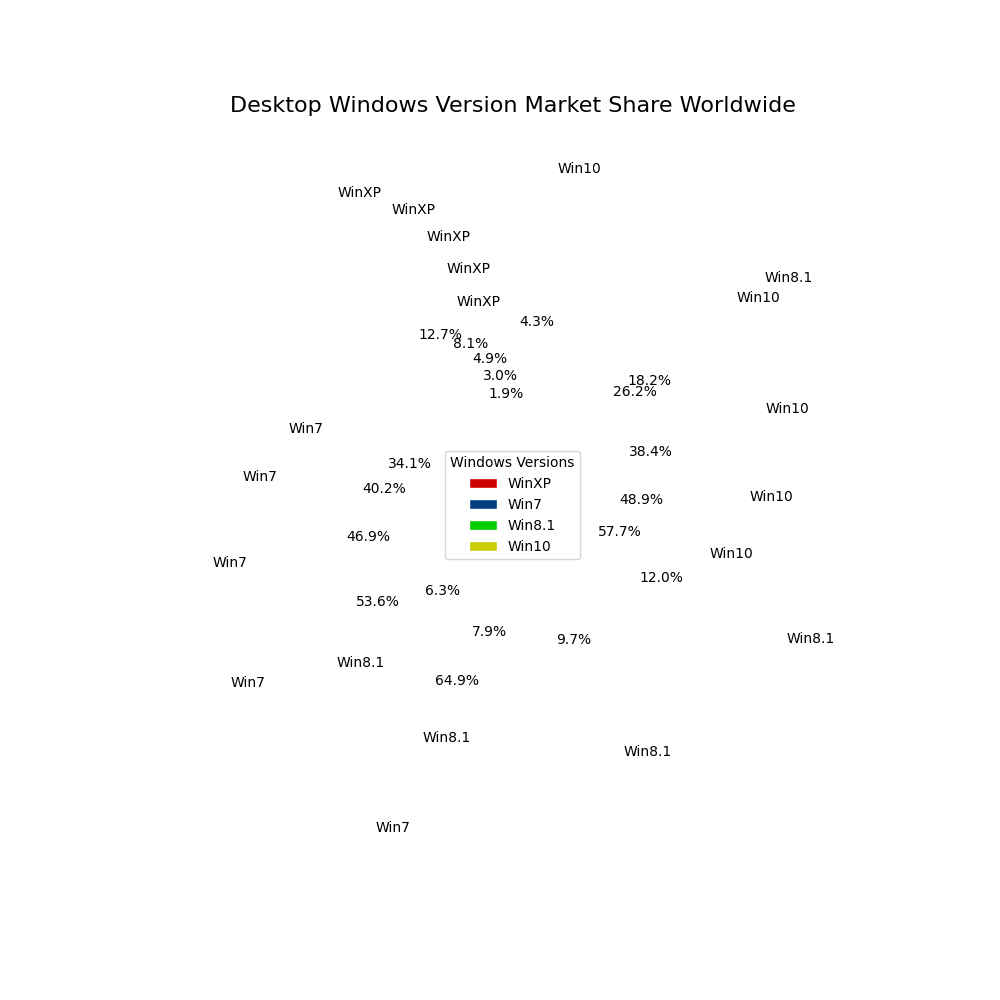 Desktop Windows Version Market Share Worldwide
Win10
WinXP
WinXP
WinXP
WinXP
Win8.1
Win10
WinXP
4.3%
12.7%
8.1%
4.9%
3.0%
18.2%
26.2%
1.9%
Win10
Win7
38.4%
Windows Versions
34.1%
Win7
WinXP
40.2%
Win10
48.9%
Win7
Win8.1
57.7%
46.9%
Win10
Win10
Win7
12.0%
6.3%
53.6%
7.9%
Win8.1
9.7%
Win8.1
64.9%
Win7
Win8.1
Win8.1
Win7